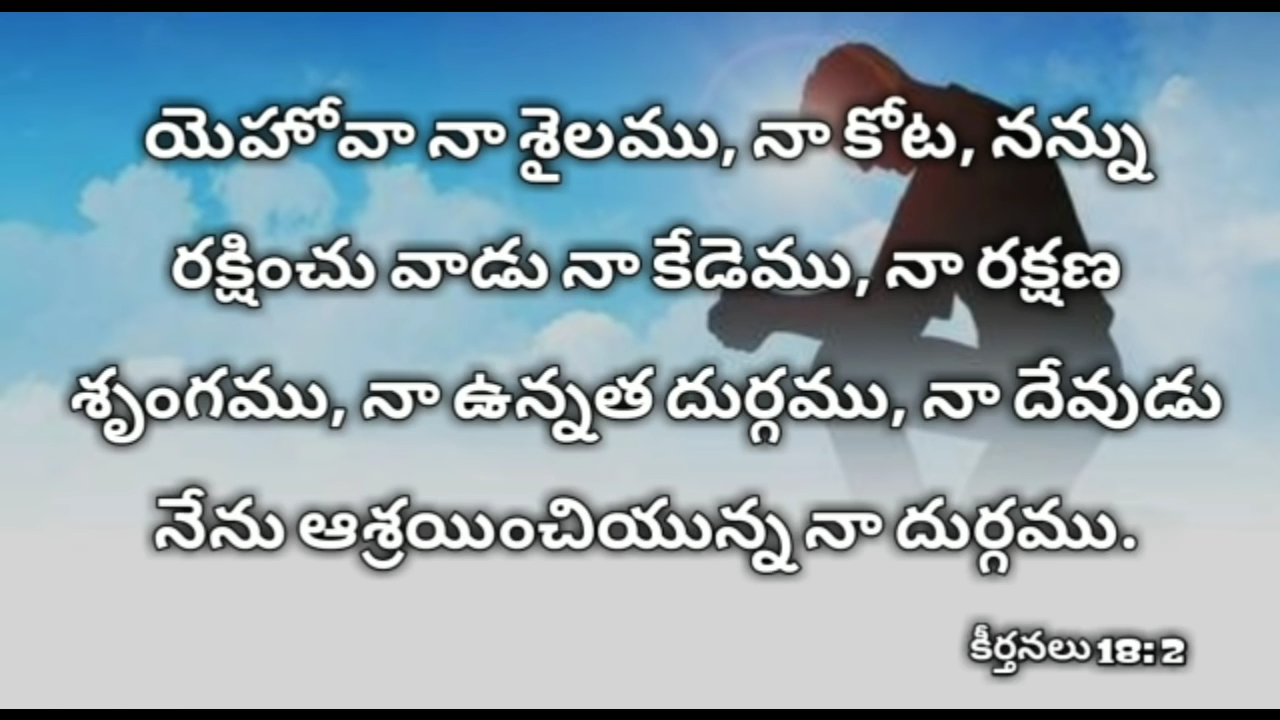 యెహోవా నా శైలము, నా కోట, నన్ను
రక్షించు వాడు నా కేడెము, నా రక్షణ
శృంగము, నా ఉన్నత దుర్గము, నా దేవుడు
నేను ఆశ్రయించియున్న నా దుర్గము.
కీర్తనలు 18: 2